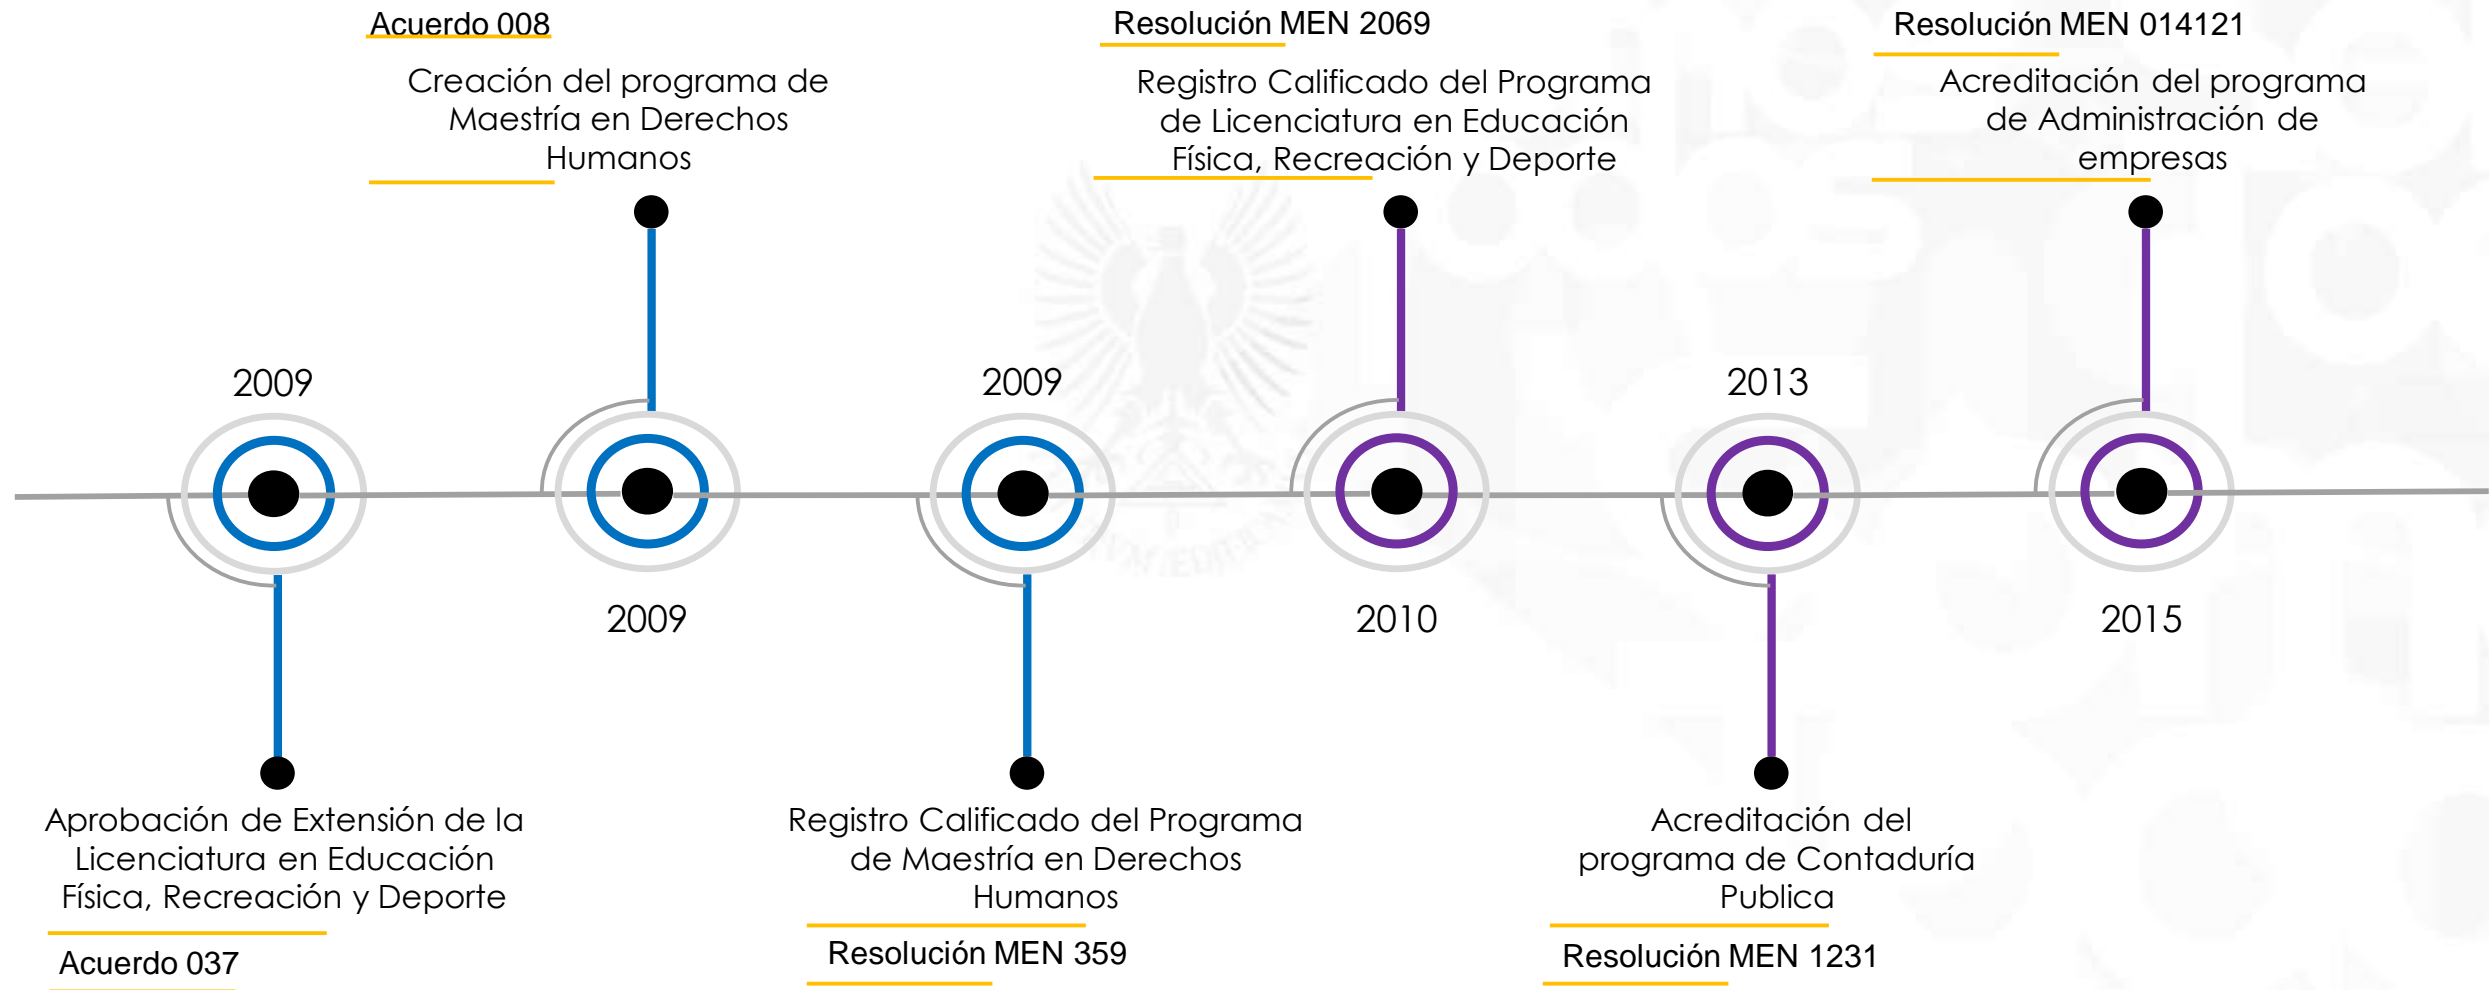 Acuerdo 008
Creación del programa de
Maestría en Derechos
Humanos
Resolución MEN 2069
Registro Calificado del Programa
de Licenciatura en Educación
Física, Recreación y Deporte
Resolución MEN 014121
Acreditación del programa
de Administración de
empresas
2009
2009
2009
2010
2013
2015
Aprobación de Extensión de la
Licenciatura en Educación
Física, Recreación y Deporte
Acuerdo 037
Registro Calificado del Programa
de Maestría en Derechos
Humanos
Resolución MEN 359
Acreditación del
programa de Contaduría
Publica
Resolución MEN 1231